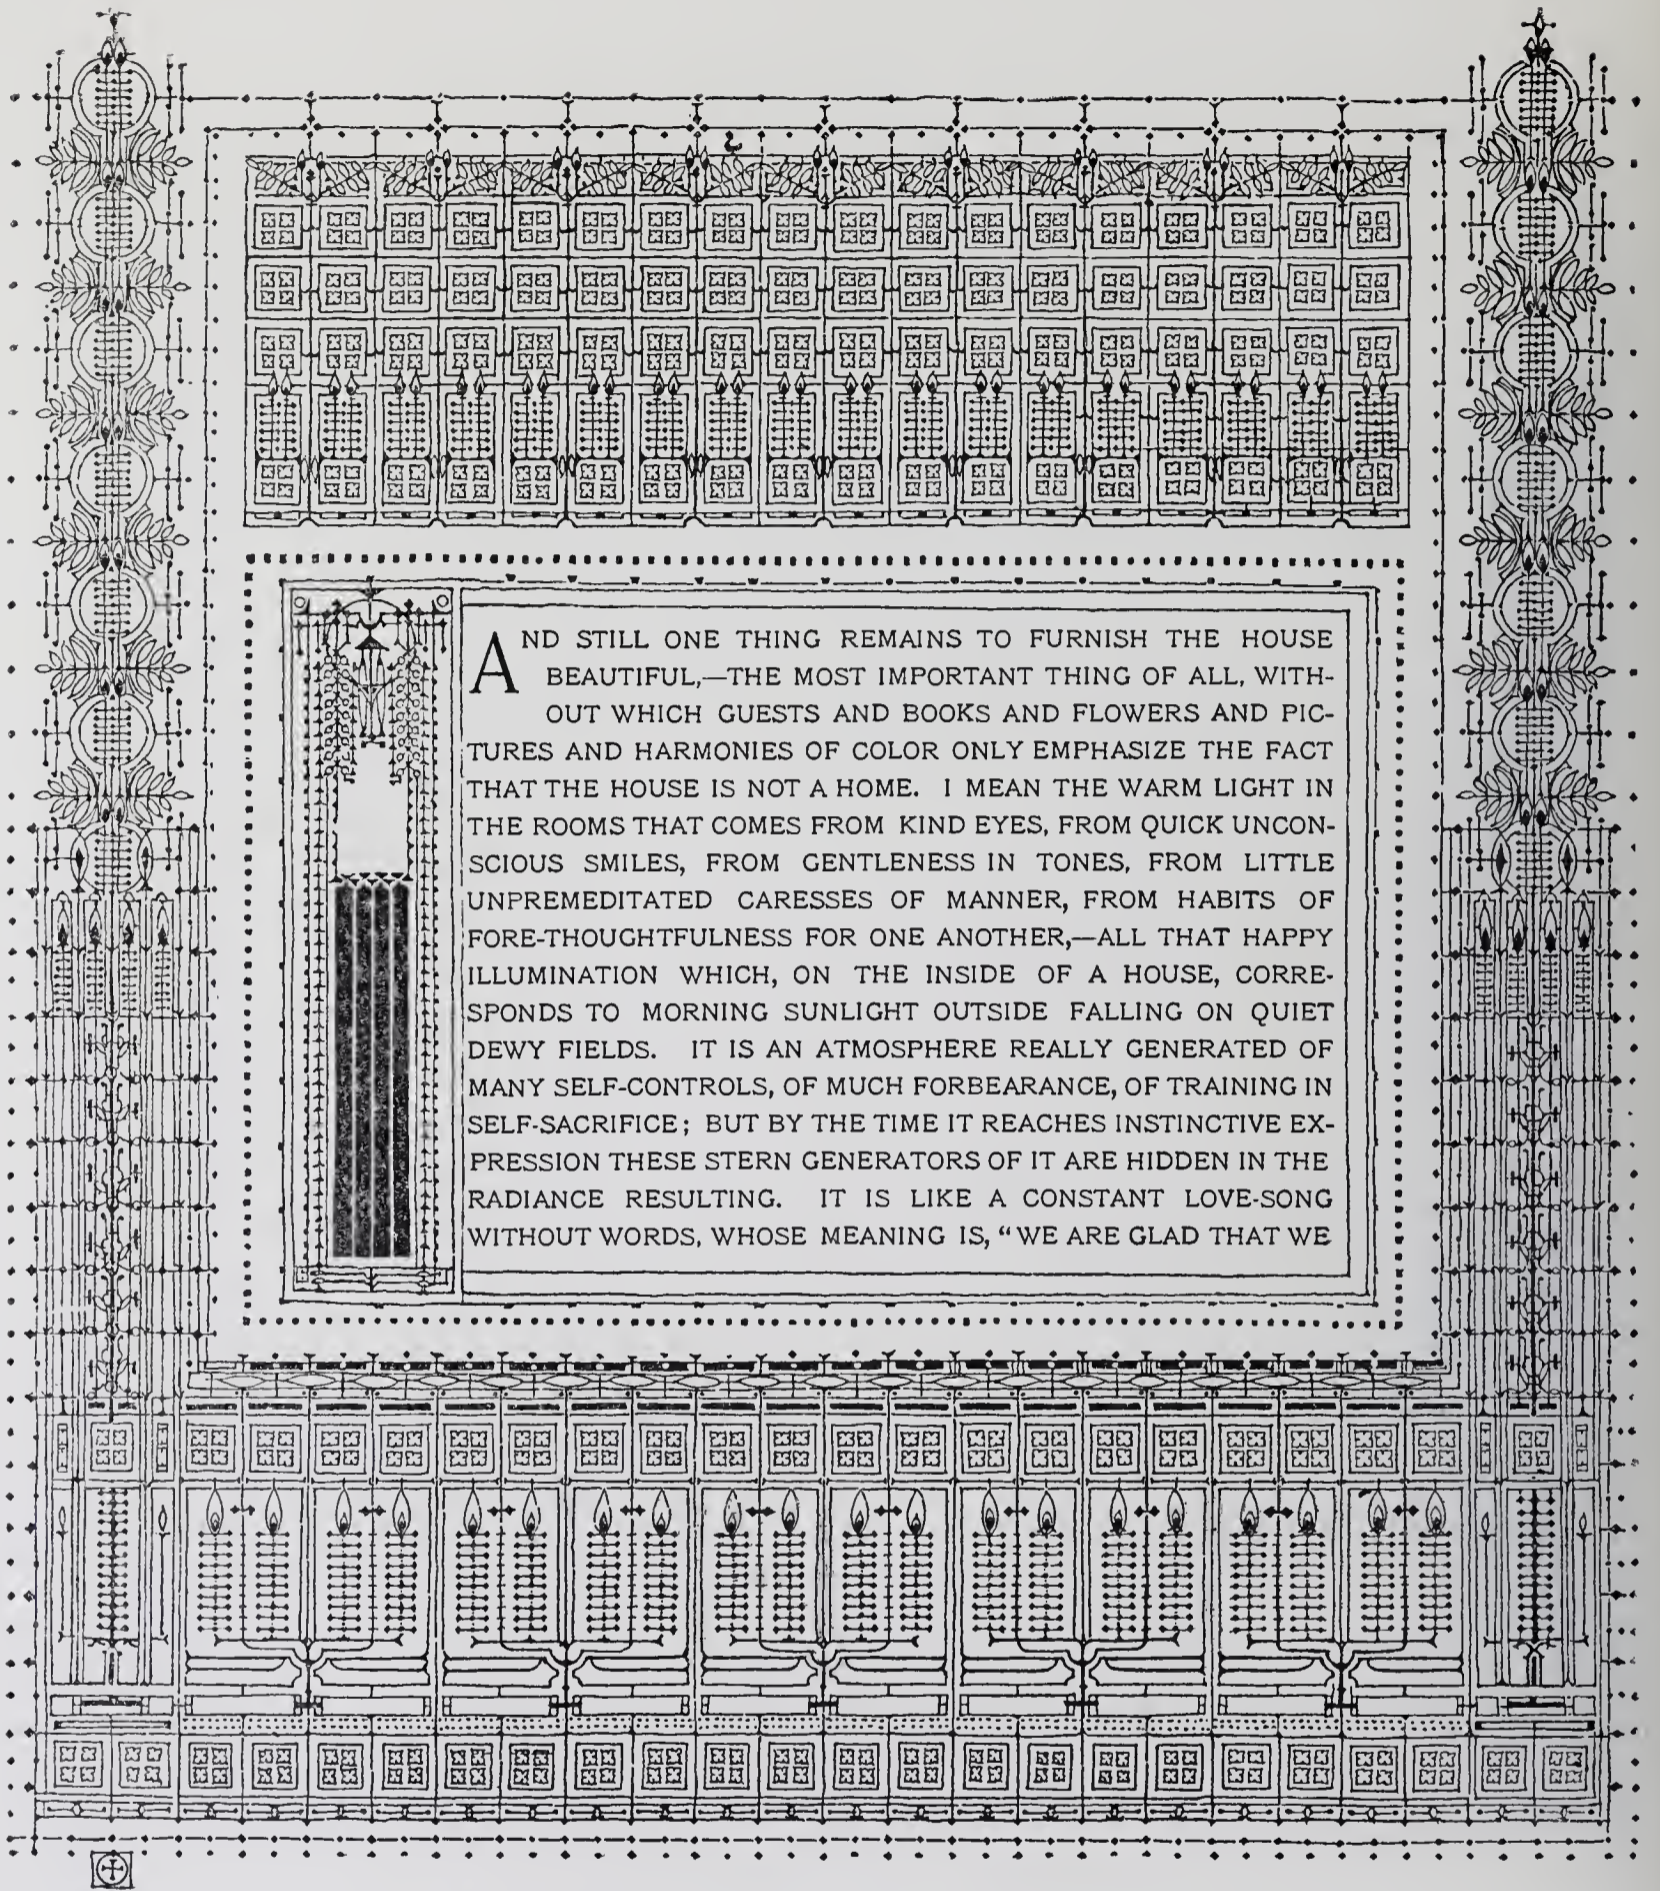 AND STILL ONE THING REMAINS TO FURNISH THE HOUSE
BEAUTIFUL,—THE MOST IMPORTANT THING OF ALL, WITH-
OUT WHICH GUESTS AND BOOKS AND FLOWERS AND PIC-
TURES AND HARMONIES OF COLOR ONLY EMPHASIZE THE FACT
THAT THE HOUSE IS NOT A HOME. I MEAN THE WARM LIGHT IN
THE ROOMS THAT COMES FROM KIND EYES, FROM QUICK UNCON-
SCIOUS SMILES, FROM GENTLENESS IN TONES, FROM LITTLE
UNPREMEDITATED CARESSES OF MANNER, FROM HABITS OF
FORE-THOUGHTFULNESS FOR ONE ANOTHER,—ALL THAT HAPPY
ILLUMINATION WHICH, ON THE INSIDE OF A HOUSE, CORRE-
SPONDS TO MORNING SUNLIGHT OUTSIDE FALLING ON QUIET
DEWY FIELDS. IT IS AN ATMOSPHERE REALLY GENERATED OF
MANY SELF-CONTROLS, OF MUCH FORBEARANCE, OF TRAINING IN
SELF-SACRIFICE; BUT BY THE TIME IT REACHES INSTINCTIVE EX-
PRESSION THESE STERN GENERATORS OF IT ARE HIDDEN IN THE
RADIANCE RESULTING. IT IS LIKE A CONSTANT LOVE-SONG
WITHOUT WORDS, WHOSE MEANING IS, “WE ARE GLAD THAT WE